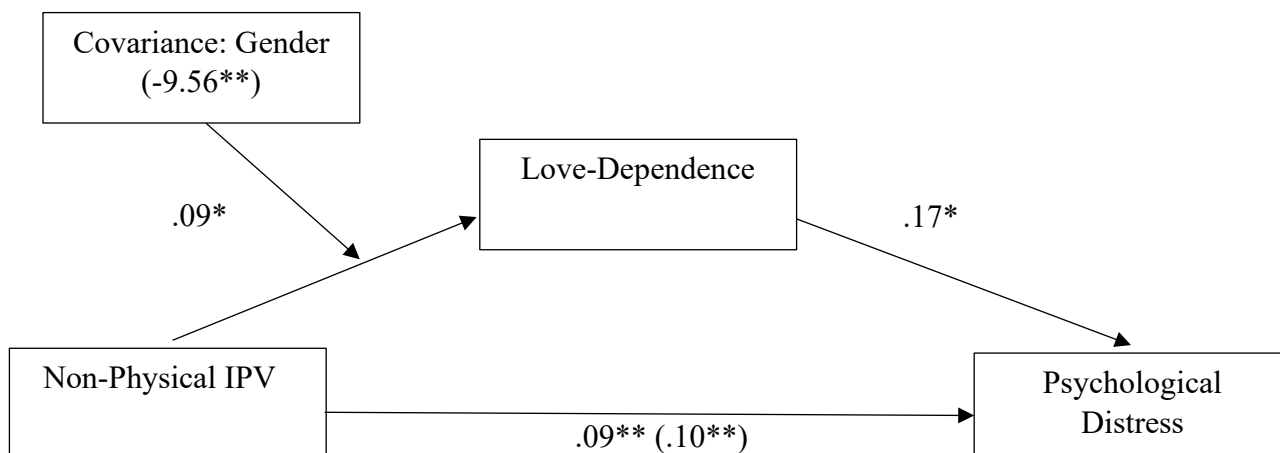 Covariance: Gender
(-9.56**)
Love-Dependence
.09*
.17*
Non-Physical IPV
Psychological
Distress
.09** (.10**)